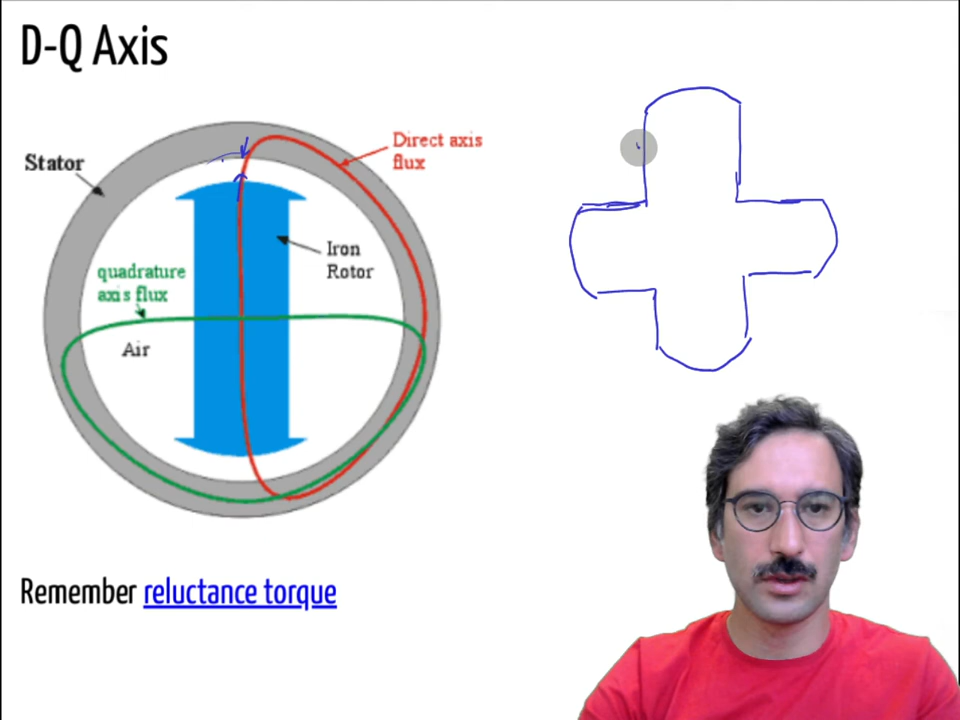 D-Q Axis
Stator
Direct axis
flux
Iron
Rotor
quadrature
axis flux
Air
Remember reluctance torque